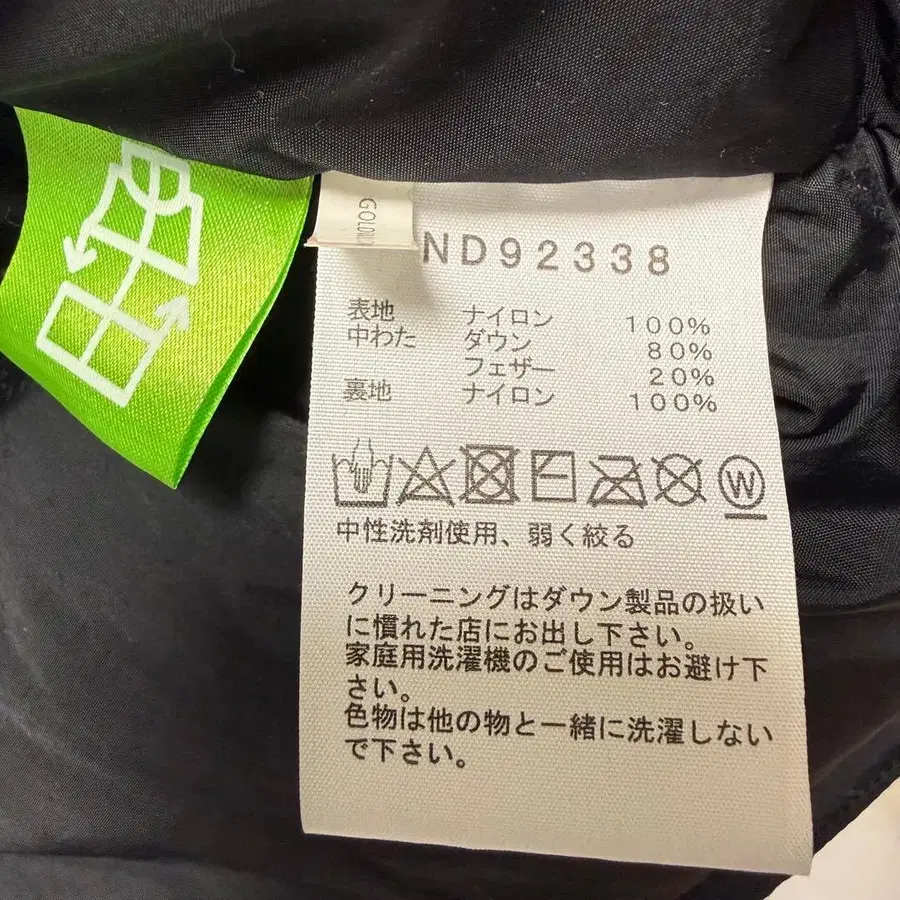 ND92338
表地 ナイロン 100%
中わた ダウン 80%
フェザー 20%
裏地 ナイロン 100%
W
中性洗剤使用、弱く絞る
クリーニングはダウン製品の扱い
に慣れた店にお出し下さい。
家庭用洗濯機のご使用はお避け下
さい。
色物は他の物と一緒に洗濯しない
で下さい。